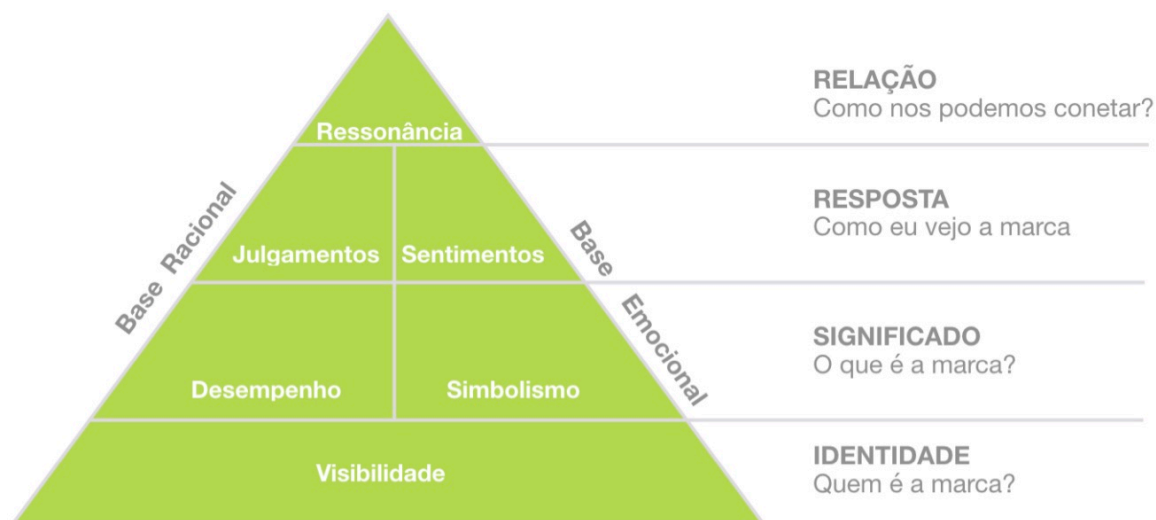 RELAÇÃO
Como nos podemos conetar?
Ressonância
RESPOSTA
Como eu vejo a marca
Base Racional
Base Emocional
Julgamentos
Sentimentos
SIGNIFICADO
O que é a marca?
Desempenho
Simbolismo
IDENTIDADE
Quem é a marca?
Visibilidade